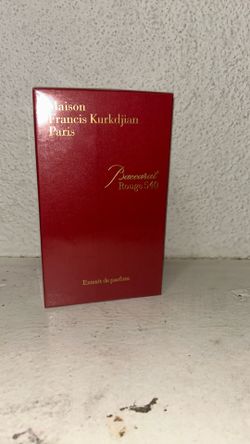 Maison
Francis Kurkdjian
Paris
Baccarat
Rouge 540
Extrait de parfum